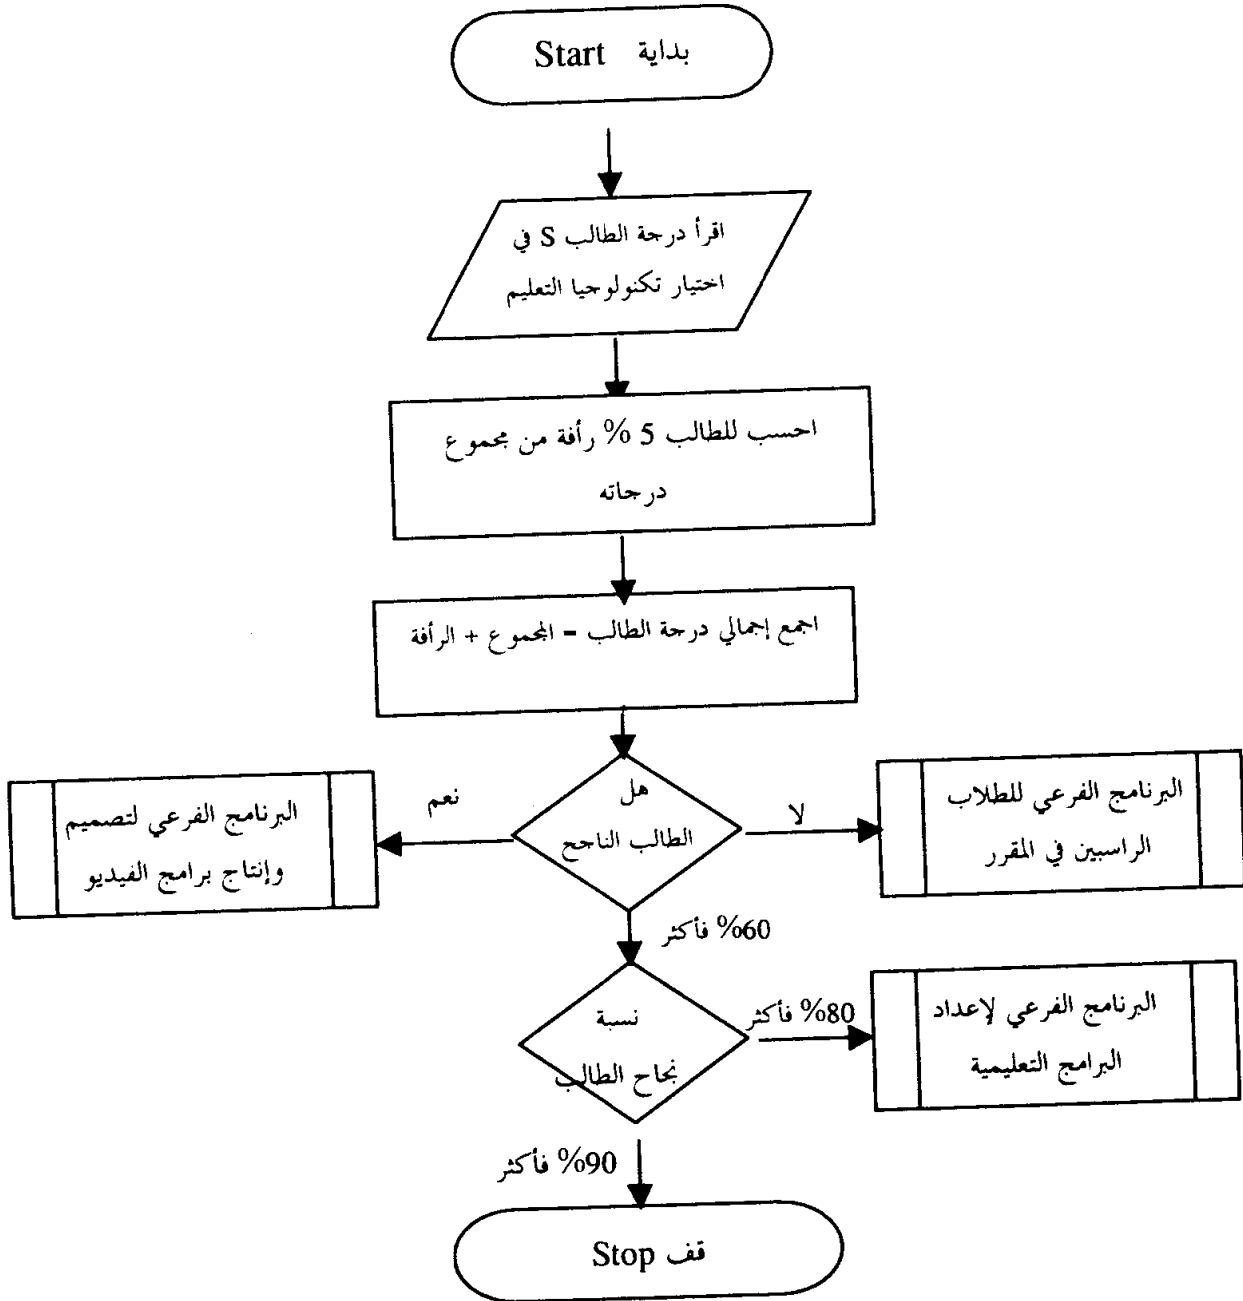 بداية Start
اقرأ درجة الطالب S في
اختيار تكنولوجيا التعليم
احسب للطالب 5 % رأفة من مجموع
درجاته
اجمع إجمالي درجة الطالب = المجموع + الرأفة
هل
الطالب الناجح
نعم
لا
البرنامج الفرعي لتصميم
وإنتاج برامج الفيديو
البرنامج الفرعي للطلاب
الراسبين في المقرر
60% فأكثر
نسبة
نجاح الطالب
80% فأكثر
البرنامج الفرعي لإعداد
البرامج التعليمية
90% فأكثر
قف Stop